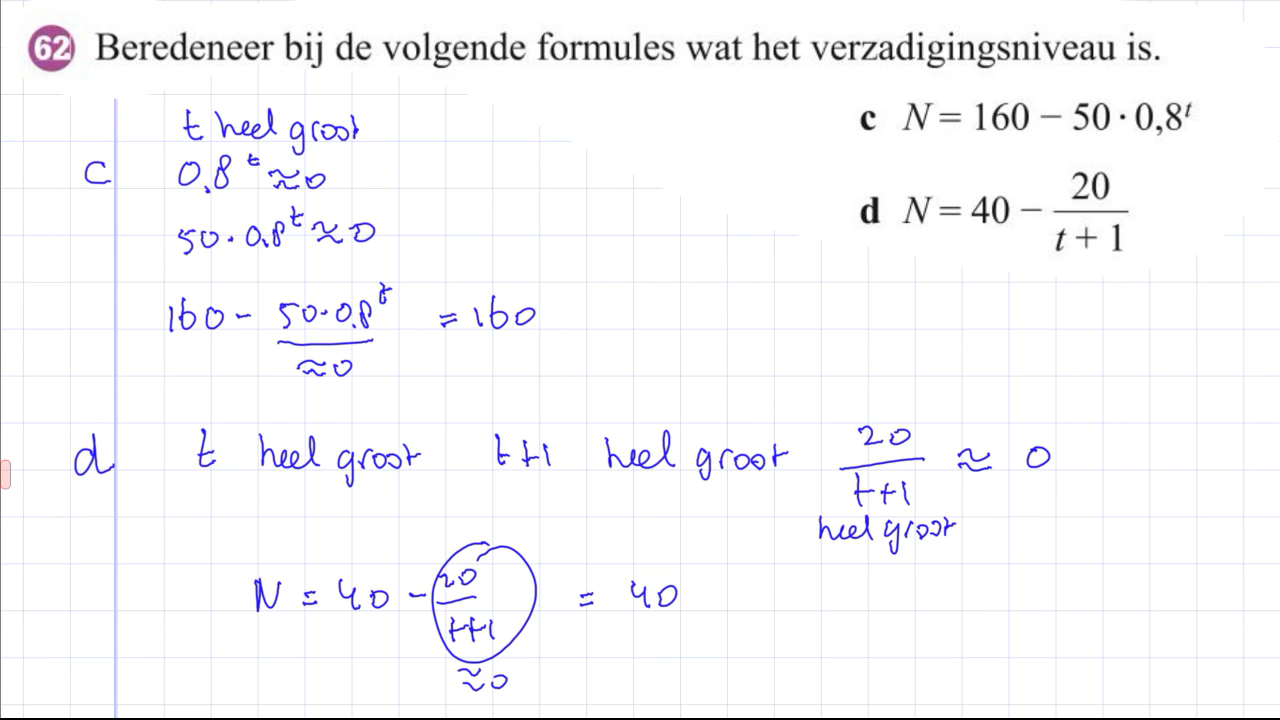 62 Beredeneer bij de volgende formules wat het verzadigingsniveau is.
c N = 160 − 50 · 0,8^t
d N = 40 − 20/(t + 1)
t heel groot
c 0,8^t ≈ 0
50 · 0,8^t ≈ 0
160 − 50 · 0,8^t = 160
≈ 0
d t heel groot t+1 heel groot 20/(t+1) ≈ 0
heel groot
N = 40 − 20/(t+1) = 40
≈ 0